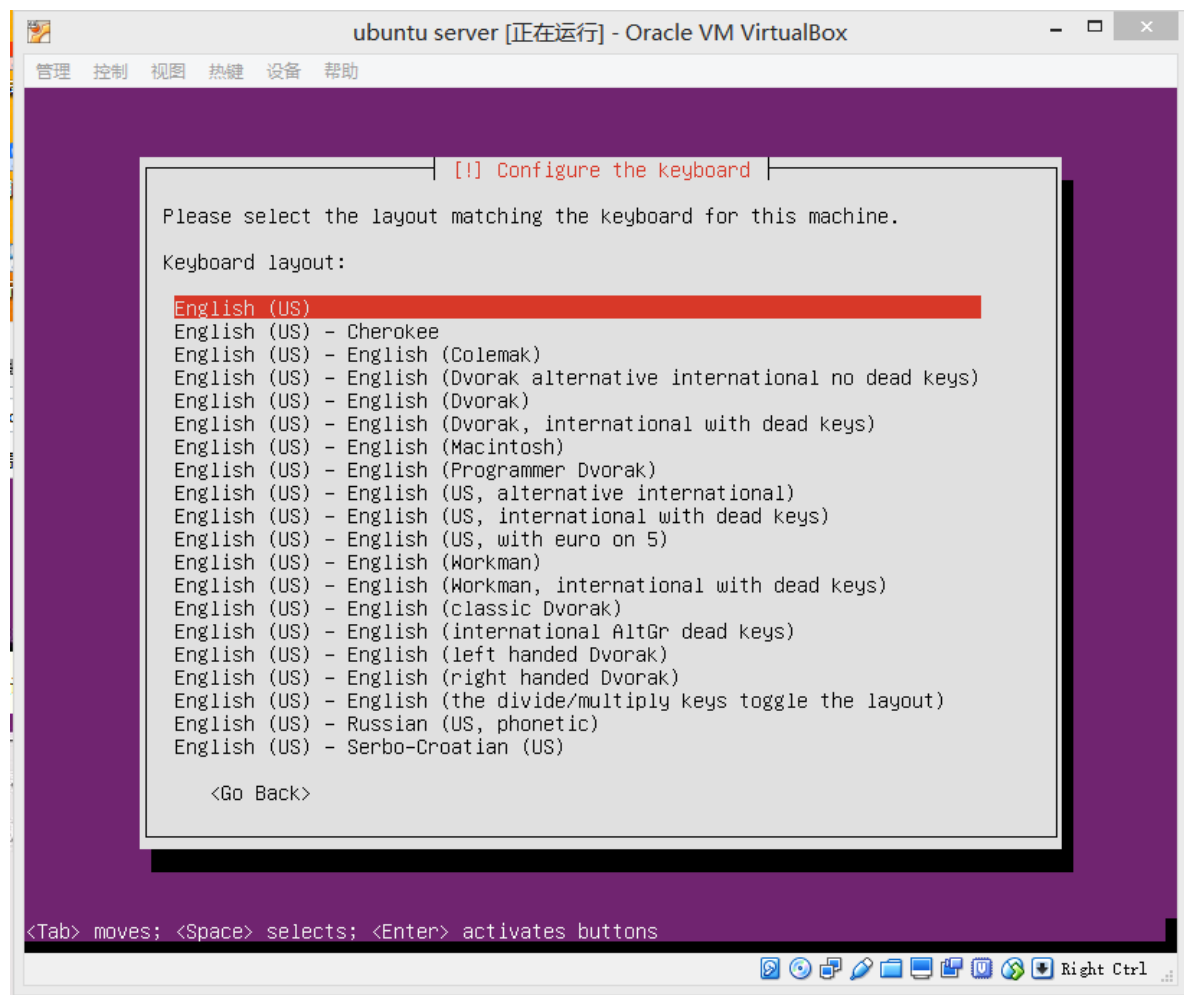 ubuntu server [正在运行] - Oracle VM VirtualBox
管理 控制 视图 热键 设备 帮助
[!] Configure the keyboard
Please select the layout matching the keyboard for this machine.
Keyboard layout:
English (US)
English (US) - Cherokee
English (US) - English (Colemak)
English (US) - English (Dvorak alternative international no dead keys)
English (US) - English (Dvorak)
English (US) - English (Dvorak, international with dead keys)
English (US) - English (Macintosh)
English (US) - English (Programmer Dvorak)
English (US) - English (US, alternative international)
English (US) - English (US, international with dead keys)
English (US) - English (US, with euro on 5)
English (US) - English (Workman)
English (US) - English (Workman, international with dead keys)
English (US) - English (classic Dvorak)
English (US) - English (international AltGr dead keys)
English (US) - English (left handed Dvorak)
English (US) - English (right handed Dvorak)
English (US) - English (the divide/multiply keys toggle the layout)
English (US) - Russian (US, phonetic)
English (US) - Serbo-Croatian (US)
<Go Back>
<Tab> moves; <Space> selects; <Enter> activates buttons
Right Ctrl